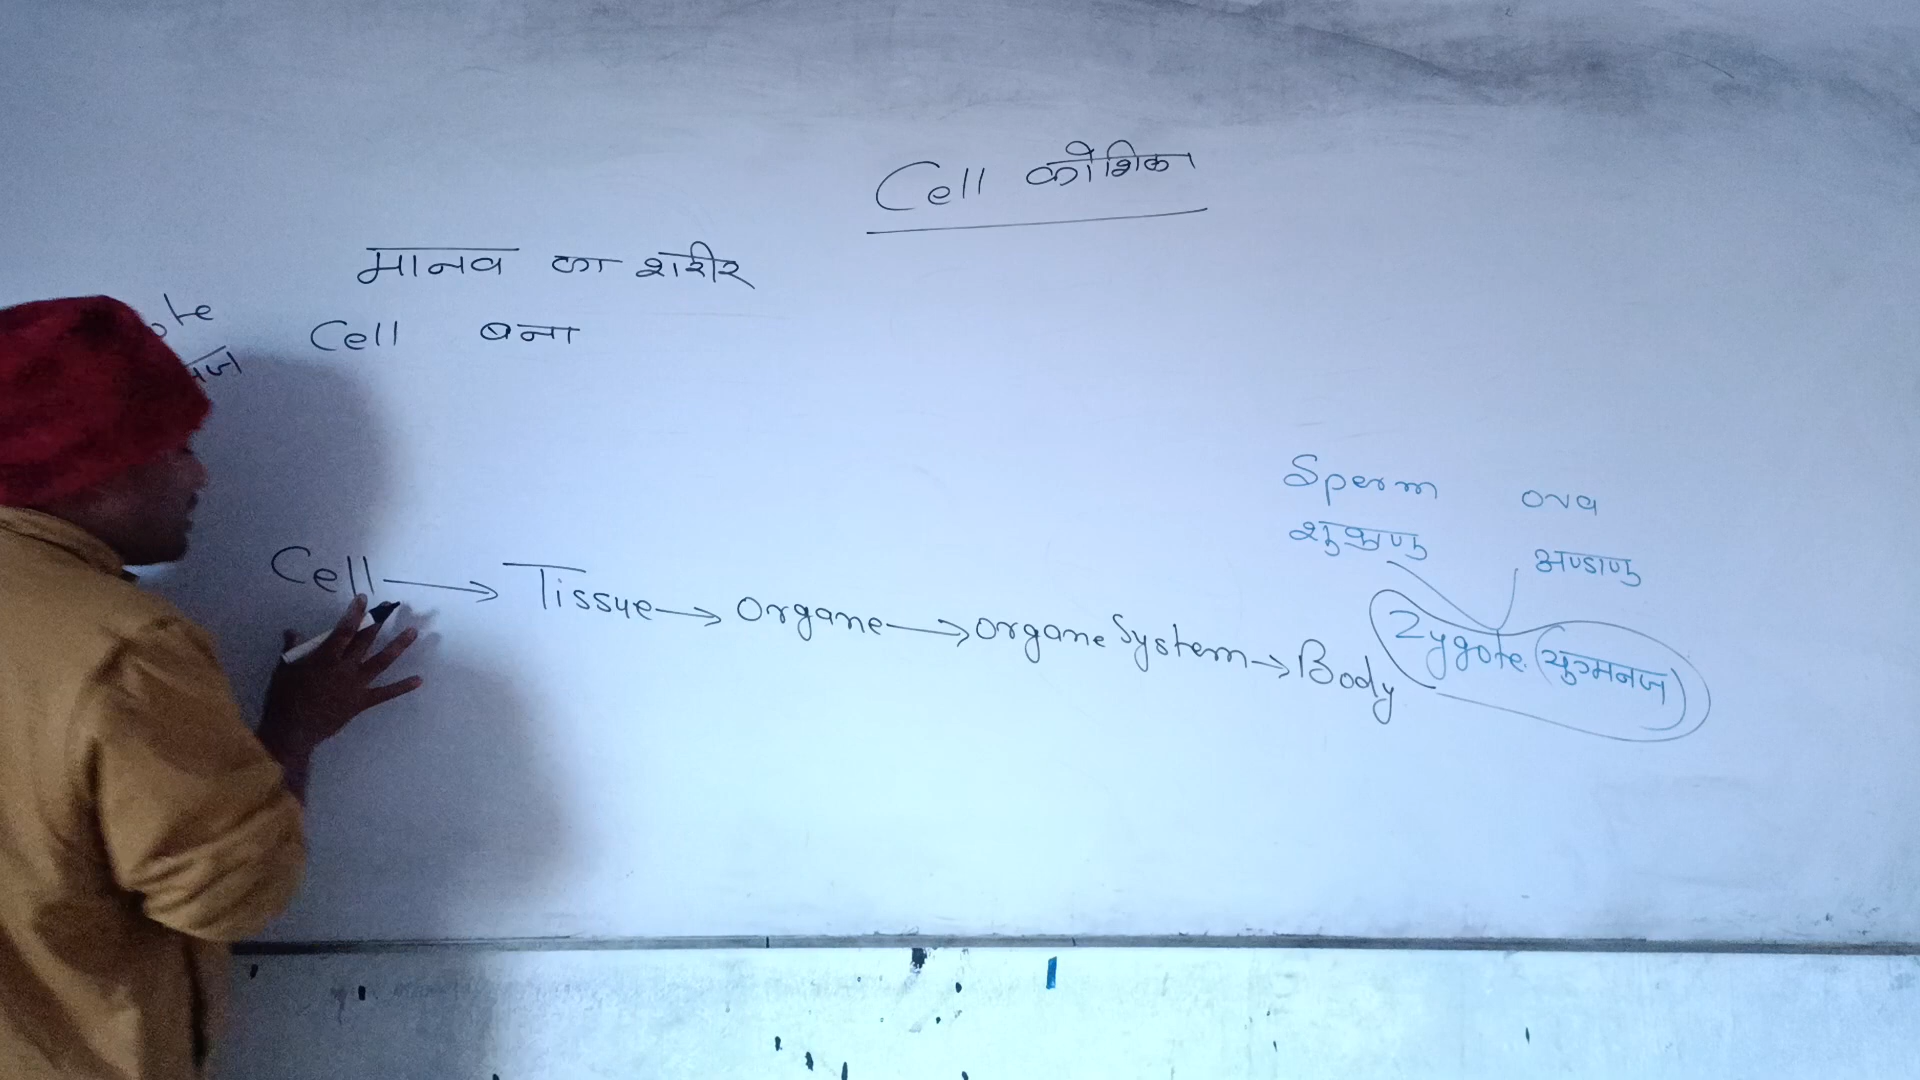 Cell कोशिका
मानव का शरीर
Cell बना
Sperm ova
शुक्राणु अण्डाणु
Cell → Tissue → Organe → organe System → Body
Zygote (युग्मनज)